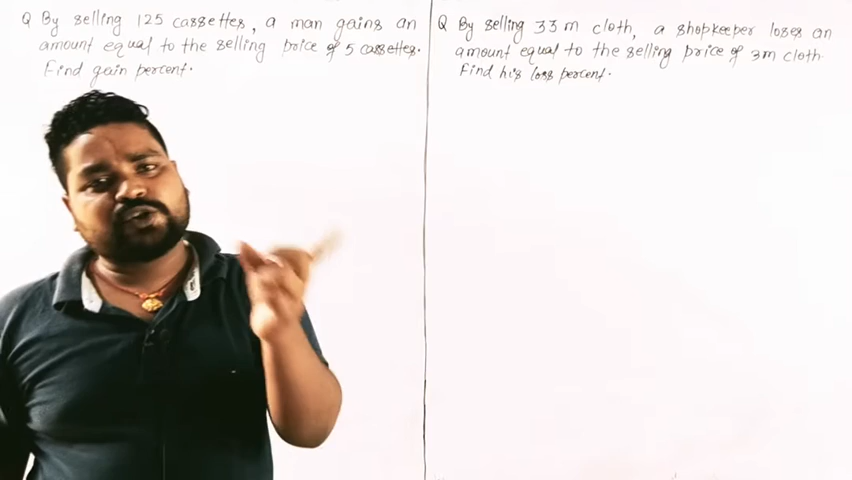 Q By selling 125 cassettes, a man gains an
amount equal to the selling price of 5 cassettes.
Find gain percent.
Q By selling 33 m cloth, a shopkeeper loses an
amount equal to the selling price of 3m cloth.
Find his loss percent.